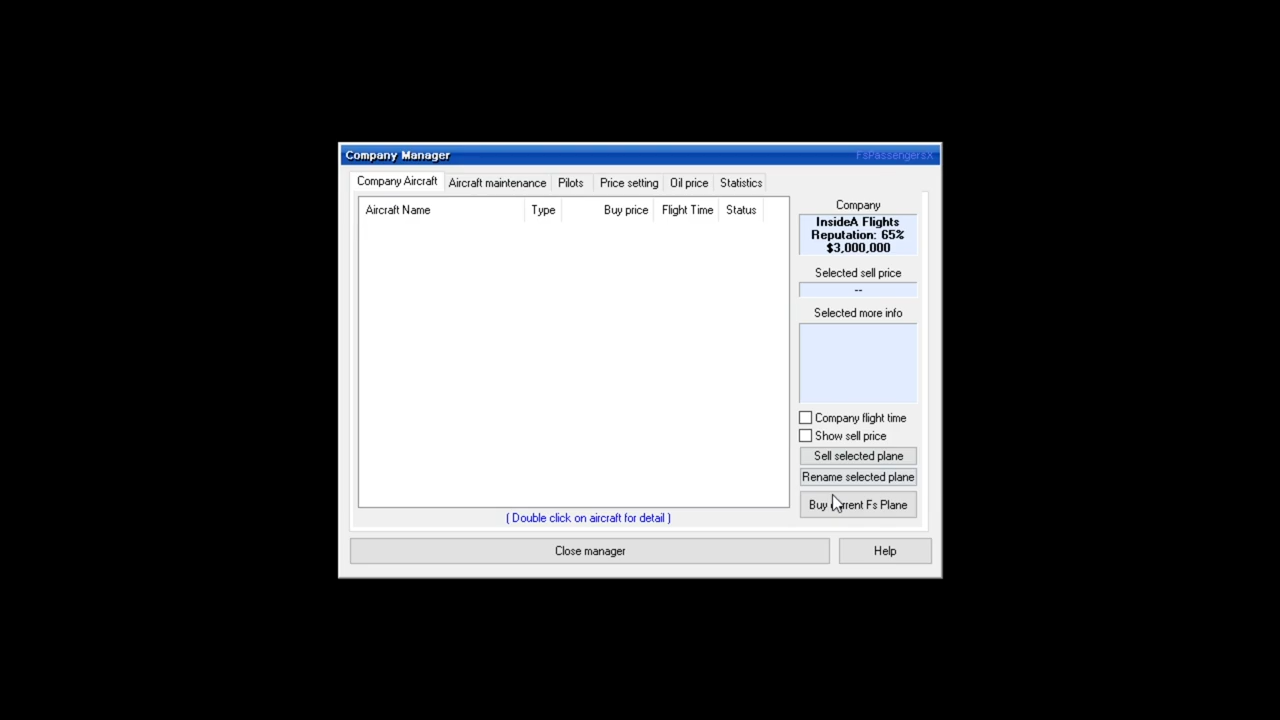 Company Manager
FsPassengersX
Company Aircraft
Aircraft maintenance
Pilots
Price setting
Oil price
Statistics
Aircraft Name
Type
Buy price
Flight Time
Status
Company
InsideA Flights
Reputation: 65%
$3,000,000
Selected sell price
--
Selected more info
Company flight time
Show sell price
Sell selected plane
Rename selected plane
Buy current Fs Plane
( Double click on aircraft for detail )
Close manager
Help